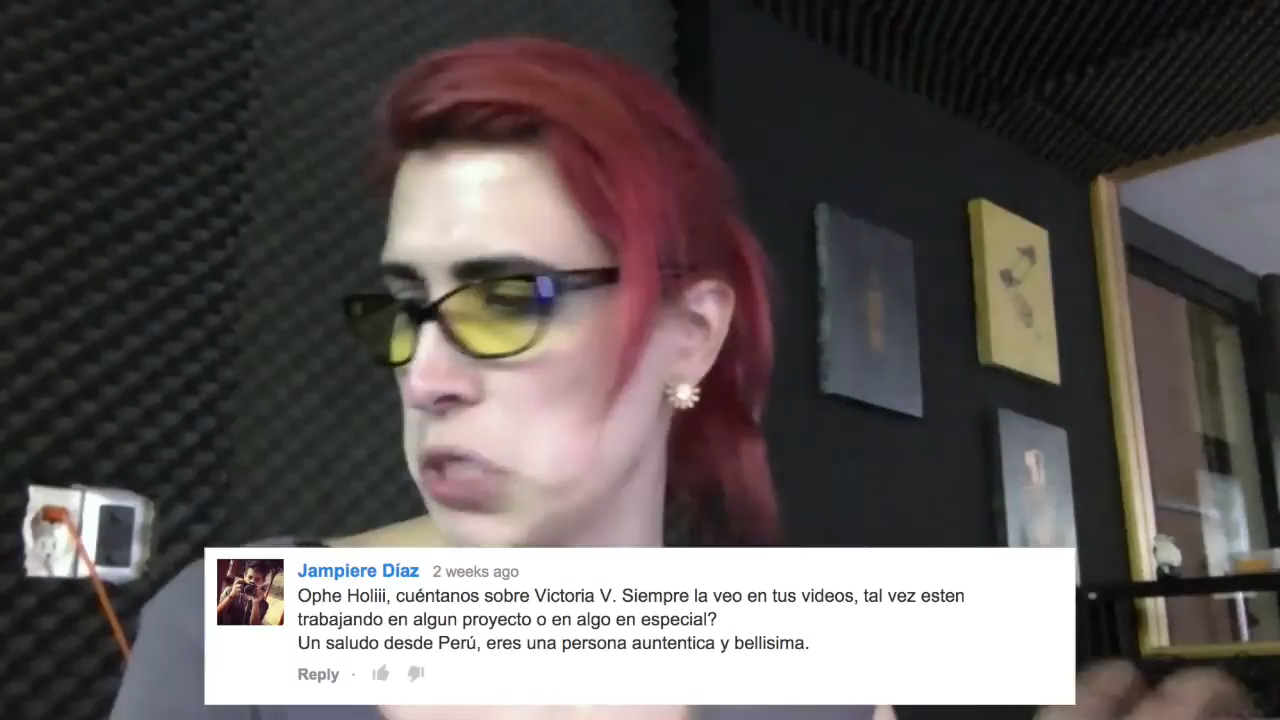 Jampiere Díaz 2 weeks ago
Ophe Holiii, cuéntanos sobre Victoria V. Siempre la veo en tus videos, tal vez esten
trabajando en algun proyecto o en algo en especial?
Un saludo desde Perú, eres una persona auntentica y bellisima.
Reply